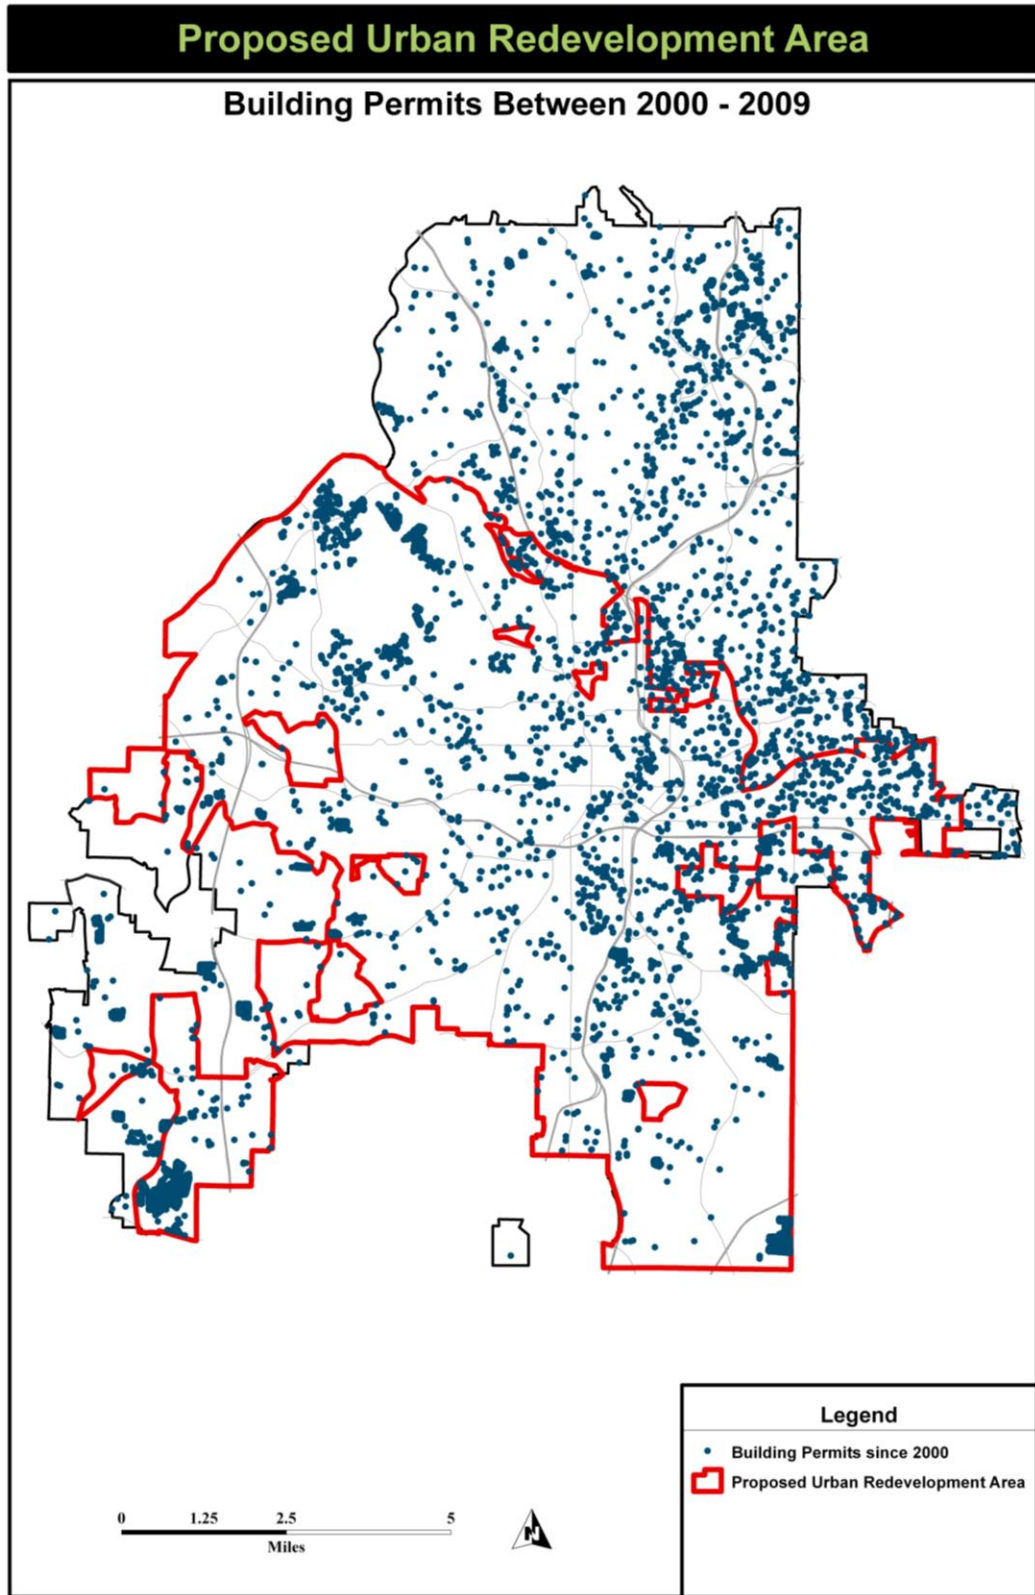 Proposed Urban Redevelopment Area
Building Permits Between 2000 - 2009
Legend
Building Permits since 2000
Proposed Urban Redevelopment Area
0 1.25 2.5 5
Miles
N